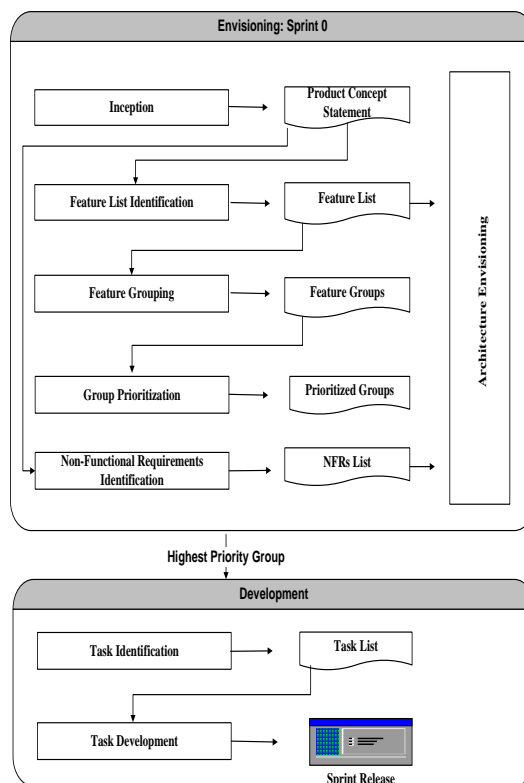 Envisioning: Sprint 0
Inception
Product Concept
Statement
Feature List Identification
Feature List
Feature Grouping
Feature Groups
Group Prioritization
Prioritized Groups
Non-Functional Requirements
Identification
NFRs List
Architecture Envisioning
Highest Priority Group
Development
Task Identification
Task List
Task Development
Sprint Release